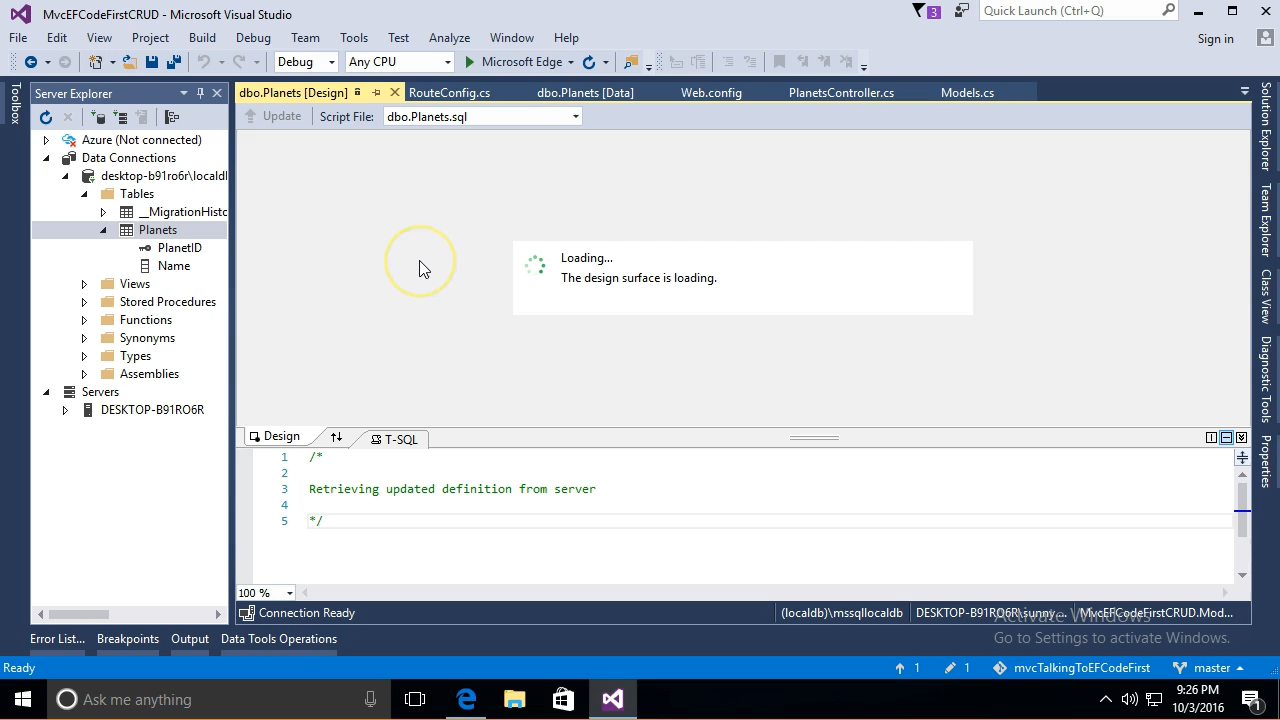 MvcEFCodeFirstCRUD - Microsoft Visual Studio
3
Quick Launch (Ctrl+Q)
File Edit View Project Build Debug Team Tools Test Analyze Window Help
Sign in
Debug Any CPU Microsoft Edge
Toolbox
Server Explorer
Azure (Not connected)
Data Connections
desktop-b91ro6r\localdl
Tables
__MigrationHistc
Planets
PlanetID
Name
Views
Stored Procedures
Functions
Synonyms
Types
Assemblies
Servers
DESKTOP-B91RO6R
dbo.Planets [Design] RouteConfig.cs dbo.Planets [Data] Web.config PlanetsController.cs Models.cs
Update Script File: dbo.Planets.sql
Loading...
The design surface is loading.
Design T-SQL
1 /*
2
3 Retrieving updated definition from server
4
5 */
100 %
Connection Ready (localdb)\mssqllocaldb MvcEFCodeFirstCRUD.Mod...
Solution Explorer
Team Explorer
Class View
Diagnostic Tools
Properties
Activate Windows
Go to Settings to activate Windows.
Error List... Breakpoints Output Data Tools Operations
Ready 1 1 mvcTalkingToEFCodeFirst master
Ask me anything
9:26 PM
10/3/2016
1